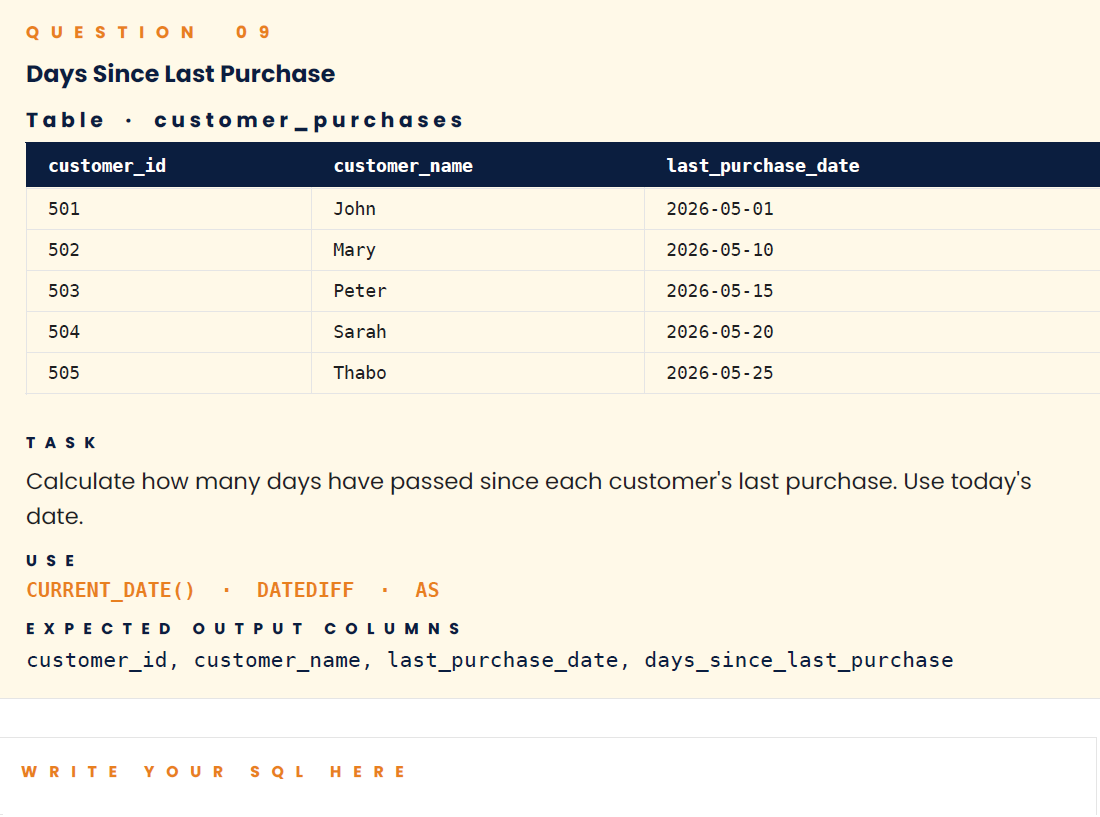 QUESTION 09
Days Since Last Purchase
Table · customer_purchases
customer_id customer_name last_purchase_date
501 John 2026-05-01
502 Mary 2026-05-10
503 Peter 2026-05-15
504 Sarah 2026-05-20
505 Thabo 2026-05-25
TASK
Calculate how many days have passed since each customer's last purchase. Use today's
date.
USE
CURRENT_DATE() · DATEDIFF · AS
EXPECTED OUTPUT COLUMNS
customer_id, customer_name, last_purchase_date, days_since_last_purchase
WRITE YOUR SQL HERE